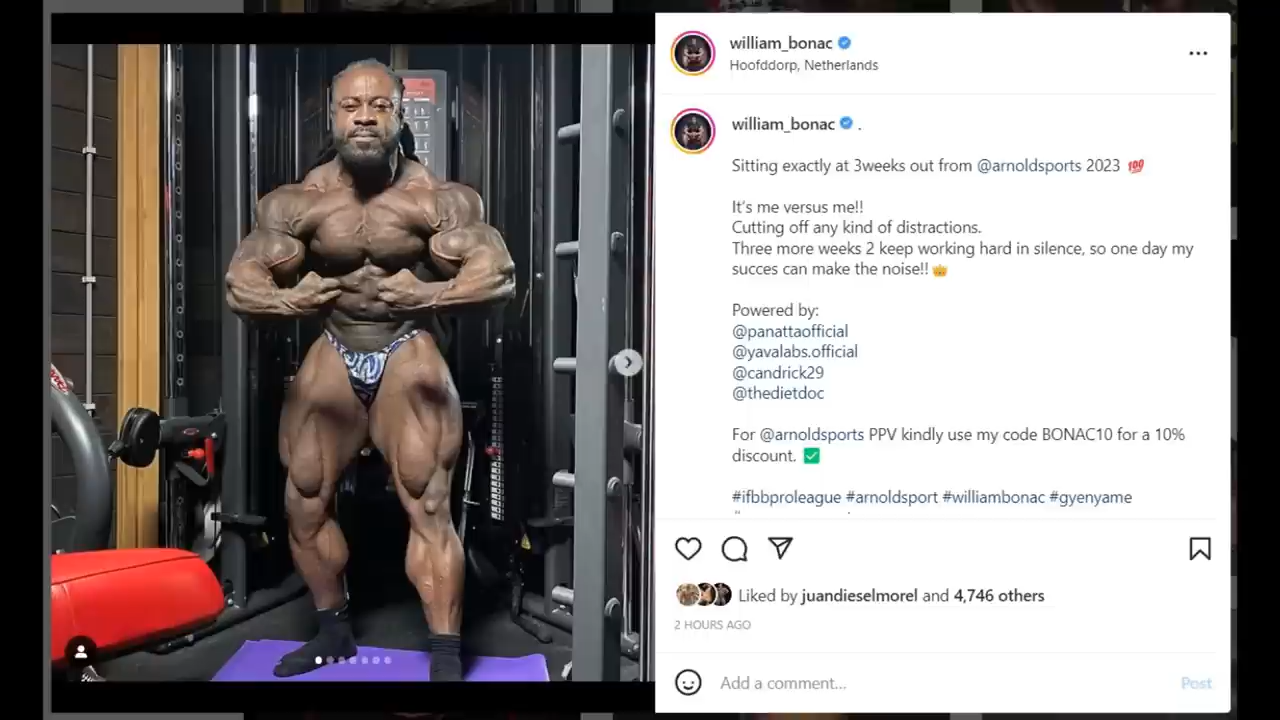 william_bonac
Hoofddorp, Netherlands
william_bonac .
Sitting exactly at 3weeks out from @arnoldsports 2023 💯
It's me versus me!!
Cutting off any kind of distractions.
Three more weeks 2 keep working hard in silence, so one day my
succes can make the noise!! 👑
Powered by:
@panattaofficial
@yavalabs.official
@candrick29
@thedietdoc
For @arnoldsports PPV kindly use my code BONAC10 for a 10%
discount. ✅
#ifbbproleague #arnoldsport #williambonac #gyenyame
Liked by juandieselmorel and 4,746 others
2 HOURS AGO
Add a comment...
Post